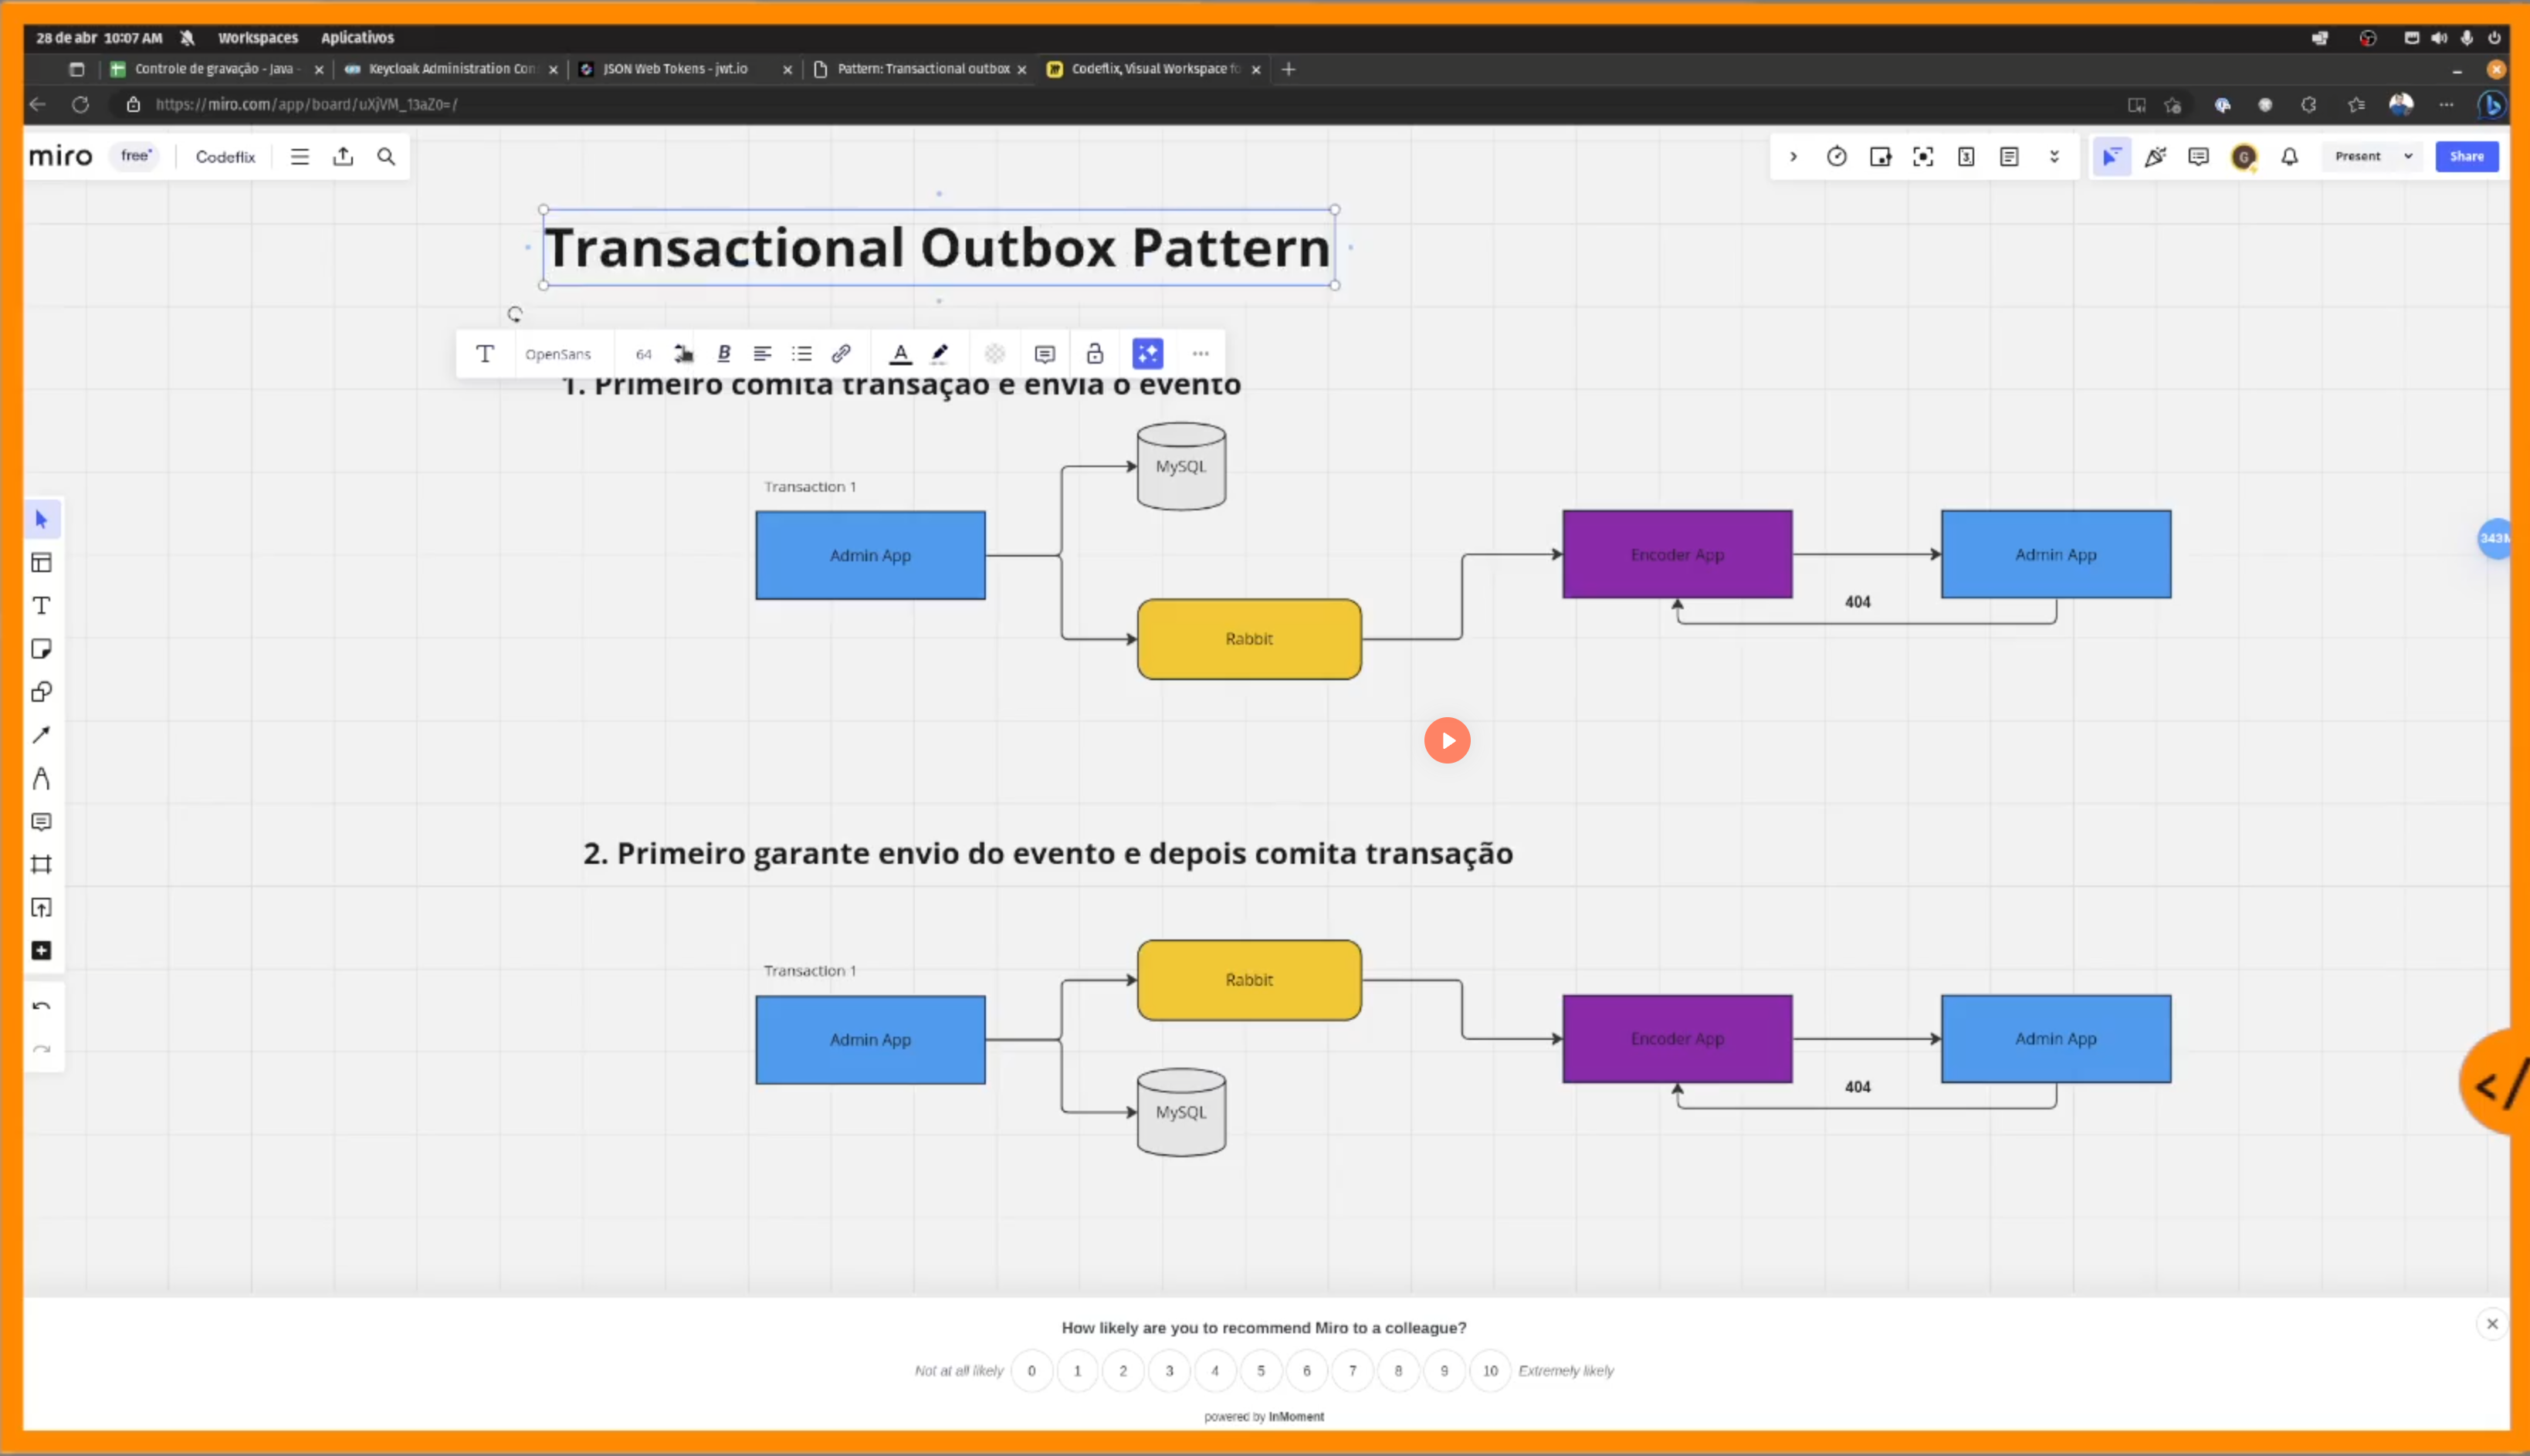 28 de abr 10:07 AM Workspaces Aplicativos
Controle de gravação - Java - Keycloak Administration Con JSON Web Tokens - jwt.io Pattern: Transactional outbox Codeflix, Visual Workspace fo
https://miro.com/app/board/uXjVM_13aZ0=/
miro free Codeflix Present Share
Transactional Outbox Pattern
OpenSans 64 B A
1. Primeiro comita transação e envia o evento
MySQL
Transaction 1
Admin App Encoder App Admin App
404
Rabbit
343M
2. Primeiro garante envio do evento e depois comita transação
Transaction 1
Rabbit
Admin App Encoder App Admin App
404
MySQL
</
How likely are you to recommend Miro to a colleague?
Not at all likely 0 1 2 3 4 5 6 7 8 9 10 Extremely likely
powered by InMoment